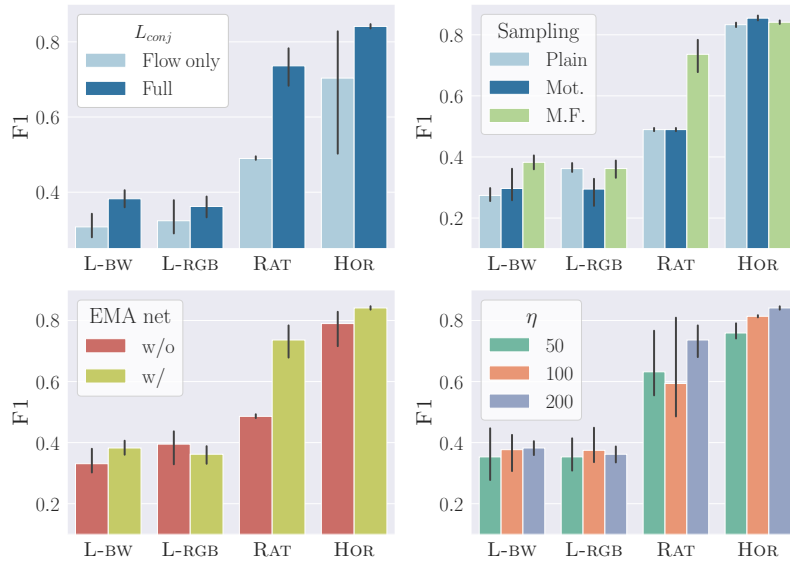 L_conj
Flow only
Full
F1
0.8
0.6
0.4
L-BW L-RGB RAT HOR
Sampling
Plain
Mot.
M.F.
F1
0.8
0.6
0.4
0.2
L-BW L-RGB RAT HOR
EMA net
w/o
w/
F1
0.8
0.6
0.4
0.2
L-BW L-RGB RAT HOR
η
50
100
200
F1
0.8
0.6
0.4
0.2
L-BW L-RGB RAT HOR